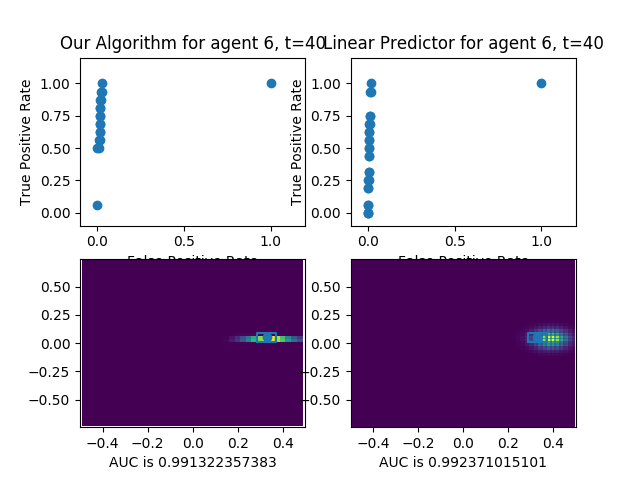 Our Algorithm for agent 6, t=40
Linear Predictor for agent 6, t=40
True Positive Rate
1.00
0.75
0.50
0.25
0.00
0.0 0.5 1.0
False Positive Rate
True Positive Rate
1.00
0.75
0.50
0.25
0.00
0.0 0.5 1.0
False Positive Rate
0.50
0.25
0.00
−0.25
−0.50
−0.4 −0.2 0.0 0.2 0.4
AUC is 0.991322357383
0.50
0.25
0.00
−0.25
−0.50
−0.4 −0.2 0.0 0.2 0.4
AUC is 0.992371015101